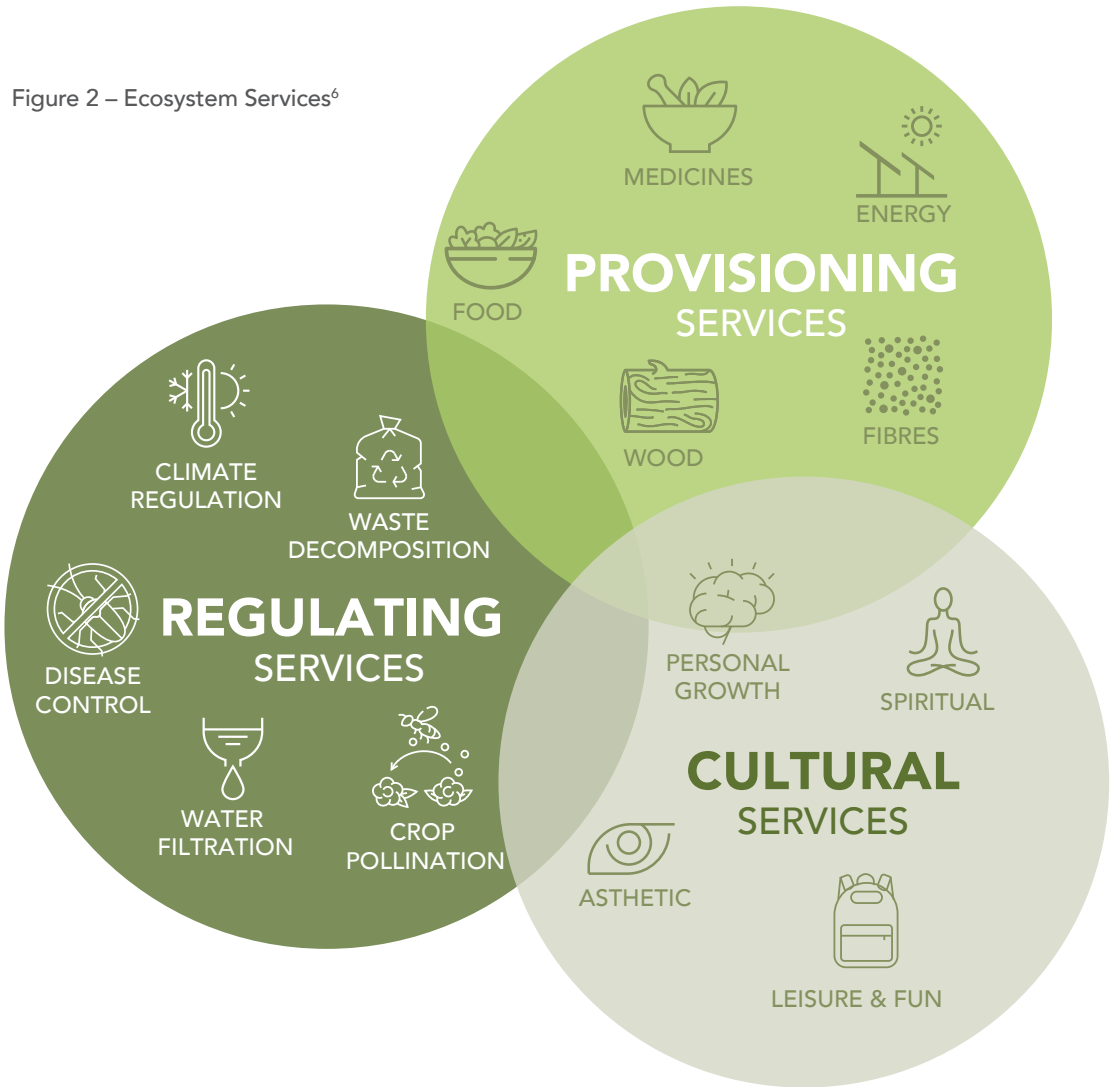 Figure 2 – Ecosystem Services⁶
MEDICINES
ENERGY
FOOD
PROVISIONING
SERVICES
WOOD
FIBRES
CLIMATE
REGULATION
WASTE
DECOMPOSITION
DISEASE
CONTROL
REGULATING
SERVICES
WATER
FILTRATION
CROP
POLLINATION
PERSONAL
GROWTH
SPIRITUAL
CULTURAL
SERVICES
ASTHETIC
LEISURE & FUN